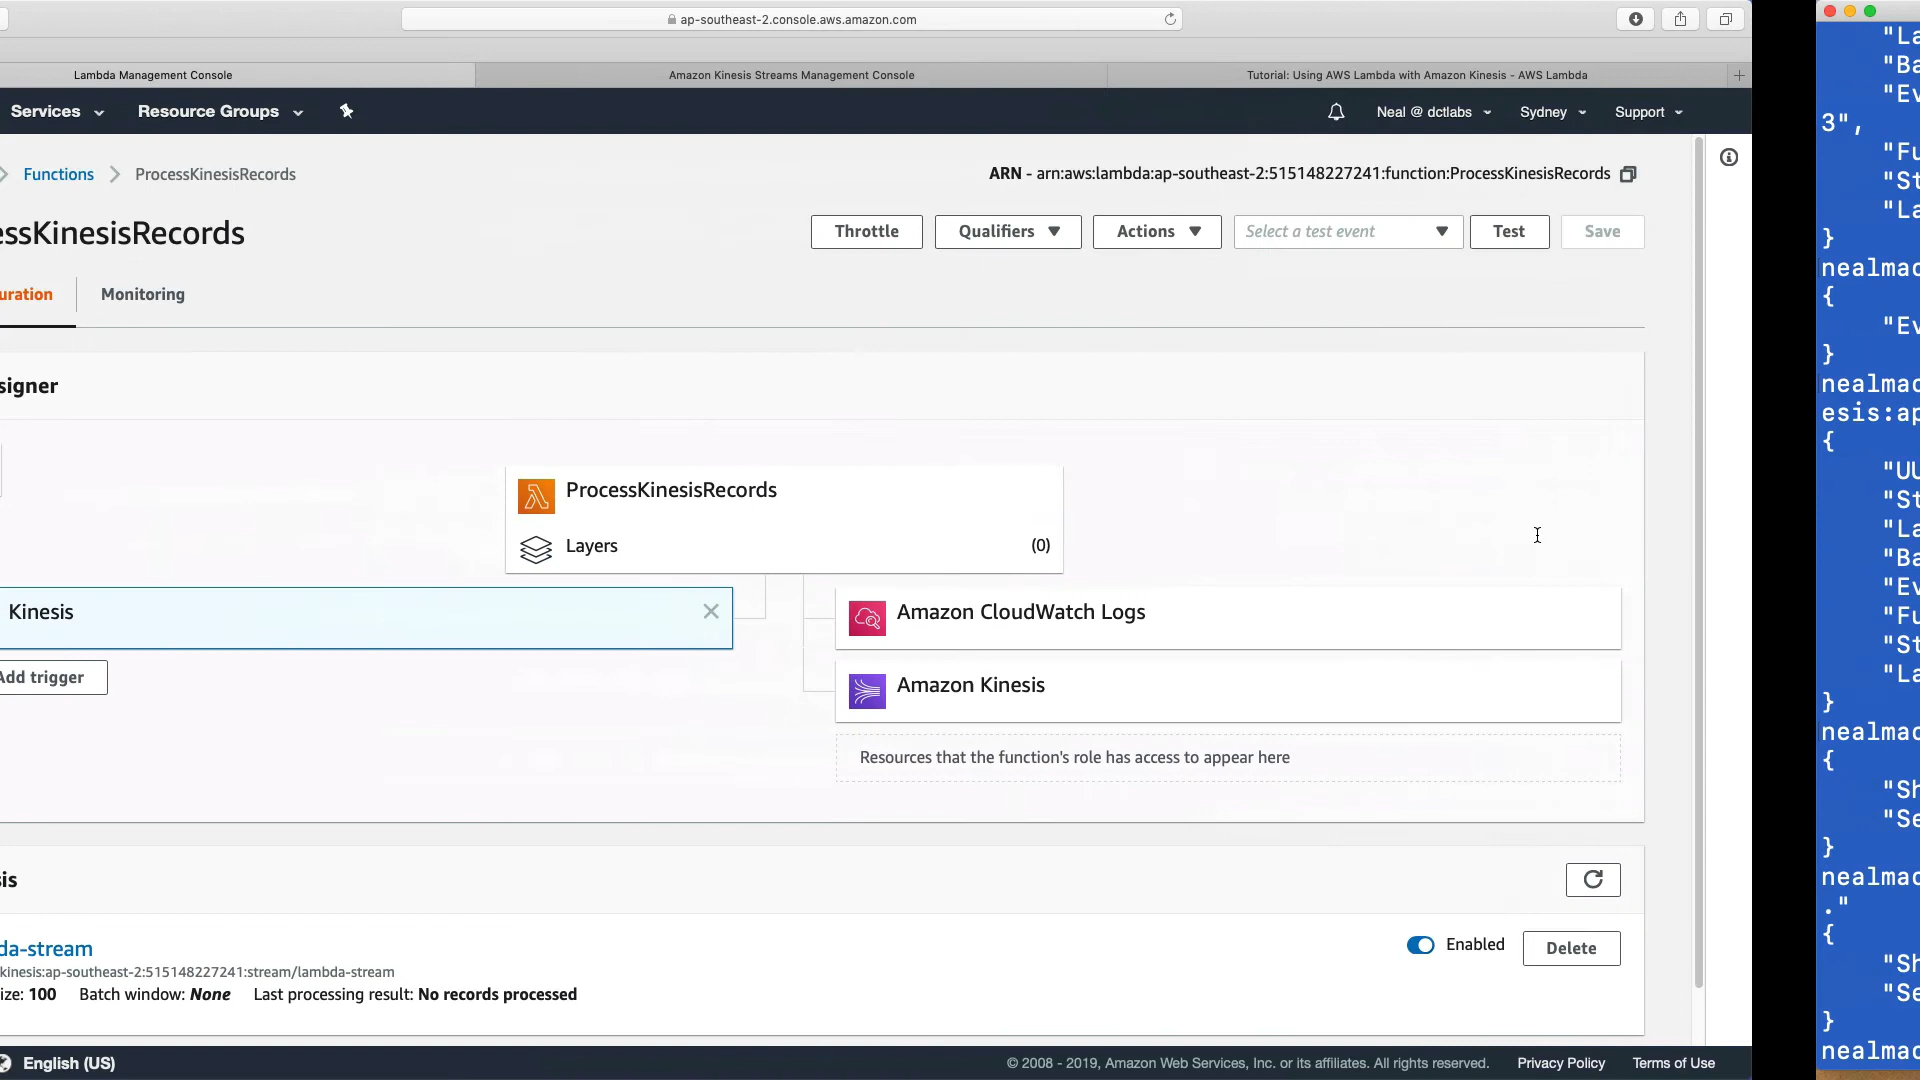 ap-southeast-2.console.aws.amazon.com
Lambda Management Console
Amazon Kinesis Streams Management Console
Tutorial: Using AWS Lambda with Amazon Kinesis - AWS Lambda
Services
Resource Groups
Neal @ dctlabs
Sydney
Support
Functions
ProcessKinesisRecords
ARN - arn:aws:lambda:ap-southeast-2:515148227241:function:ProcessKinesisRecords
essKinesisRecords
Throttle
Qualifiers
Actions
Select a test event
Test
Save
uration
Monitoring
signer
ProcessKinesisRecords
Layers
(0)
Kinesis
Add trigger
Amazon CloudWatch Logs
Amazon Kinesis
Resources that the function's role has access to appear here
sis
da-stream
kinesis:ap-southeast-2:515148227241:stream/lambda-stream
ize: 100 Batch window: None Last processing result: No records processed
Enabled
Delete
English (US)
© 2008 - 2019, Amazon Web Services, Inc. or its affiliates. All rights reserved.
Privacy Policy
Terms of Use
"La
"Ba
"Ev
3",
"Fu
"St
"La
}
nealmac
{
"Ev
}
nealmac
esis:ap
{
"UU
"St
"La
"Ba
"Ev
"Fu
"St
"La
}
nealmac
{
"Sh
"Se
}
nealmac
."
{
"Sh
"Se
}
nealmac